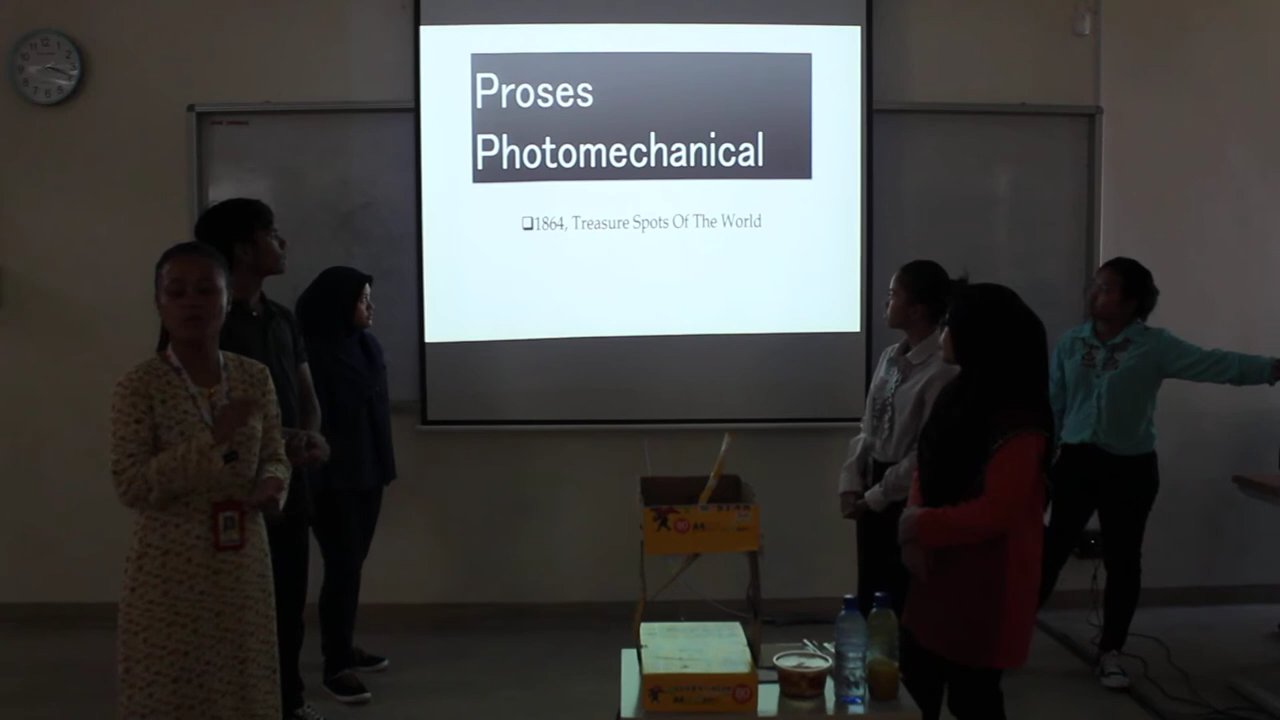 Proses
Photomechanical
❑1864, Treasure Spots Of The World